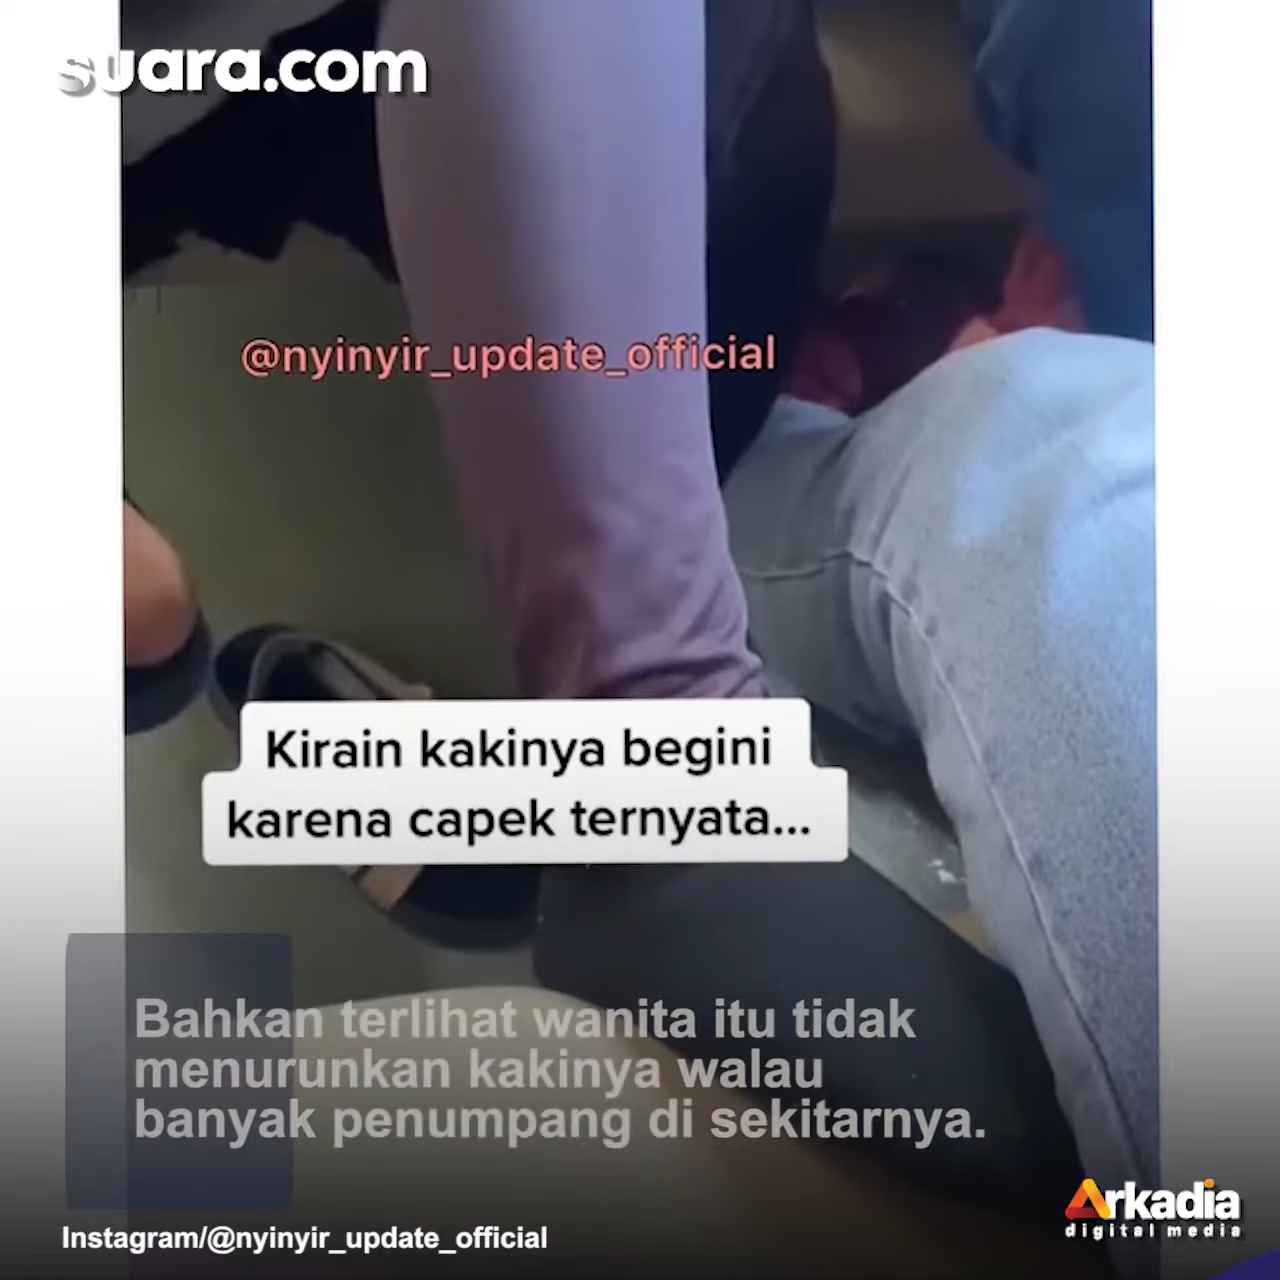 suara.com
@nyinyir_update_official
Kirain kakinya begini
karena capek ternyata...
Bahkan terlihat wanita itu tidak
menurunkan kakinya walau
banyak penumpang di sekitarnya.
Arkadia
digital media
Instagram/@nyinyir_update_official